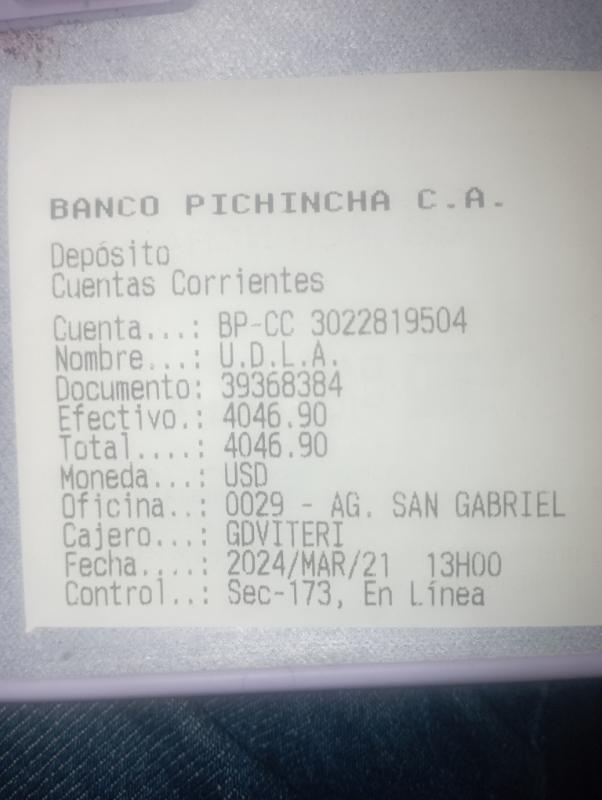 BANCO PICHINCHA C.A.
Depósito
Cuentas Corrientes
Cuenta...: BP-CC 3022819504
Nombre...: U.D.L.A.
Documento: 39368384
Efectivo.: 4046.90
Total....: 4046.90
Moneda...: USD
Oficina..: 0029 - AG. SAN GABRIEL
Cajero...: GDVITERI
Fecha....: 2024/MAR/21 13H00
Control..: Sec-173, En Línea